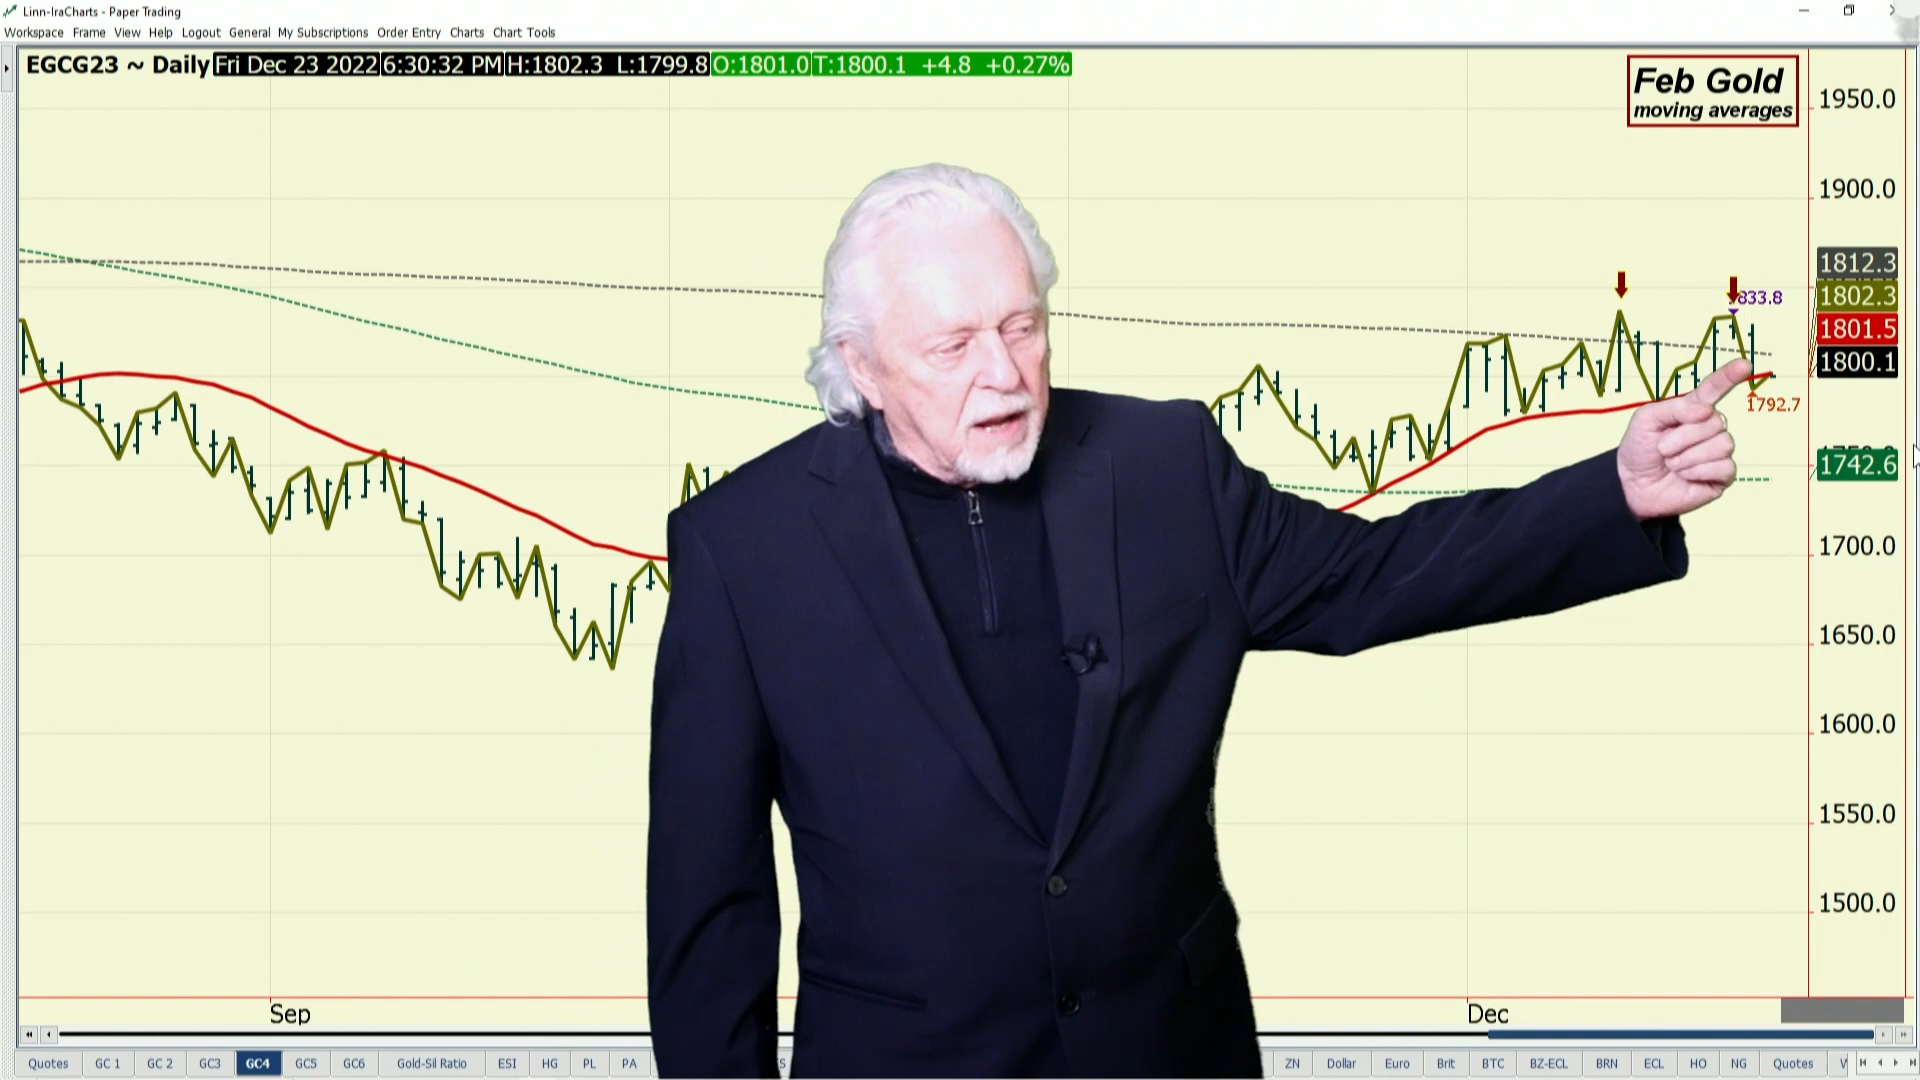 Linn-IraCharts - Paper Trading
Workspace Frame View Help Logout General My Subscriptions Order Entry Charts Chart Tools
EGCG23 ~ Daily Fri Dec 23 2022 6:30:32 PM H:1802.3 L:1799.8 O:1801.0 T:1800.1 +4.8 +0.27%
Feb Gold
moving averages
1950.0
1900.0
1812.3
833.8
1802.3
1801.5
1800.1
1792.7
1742.6
1700.0
1650.0
1600.0
1550.0
1500.0
Sep
Dec
Quotes GC 1 GC 2 GC3 GC4 GC5 GC6 Gold-Sil Ratio ESI HG PL PA S ZN Dollar Euro Brit BTC BZ-ECL BRN ECL HO NG Quotes